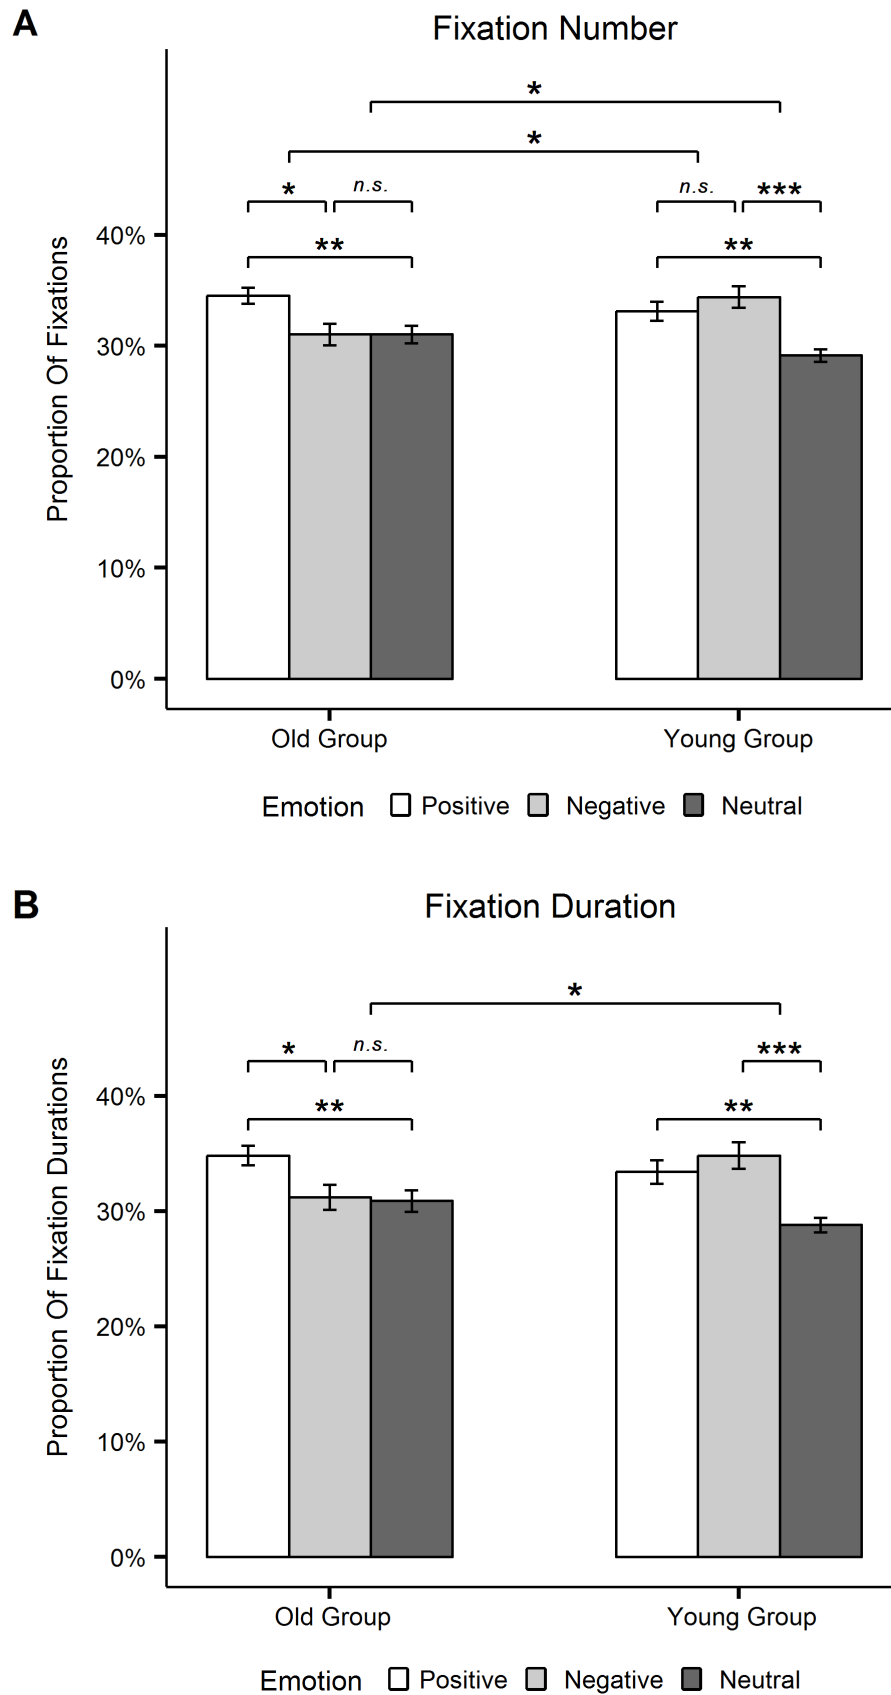 A
Fixation Number
*
*
* n.s. n.s. ***
** **
Proportion Of Fixations
40%
30%
20%
10%
0%
Old Group Young Group
Emotion Positive Negative Neutral
B
Fixation Duration
*
* n.s. ***
** **
Proportion Of Fixation Durations
40%
30%
20%
10%
0%
Old Group Young Group
Emotion Positive Negative Neutral